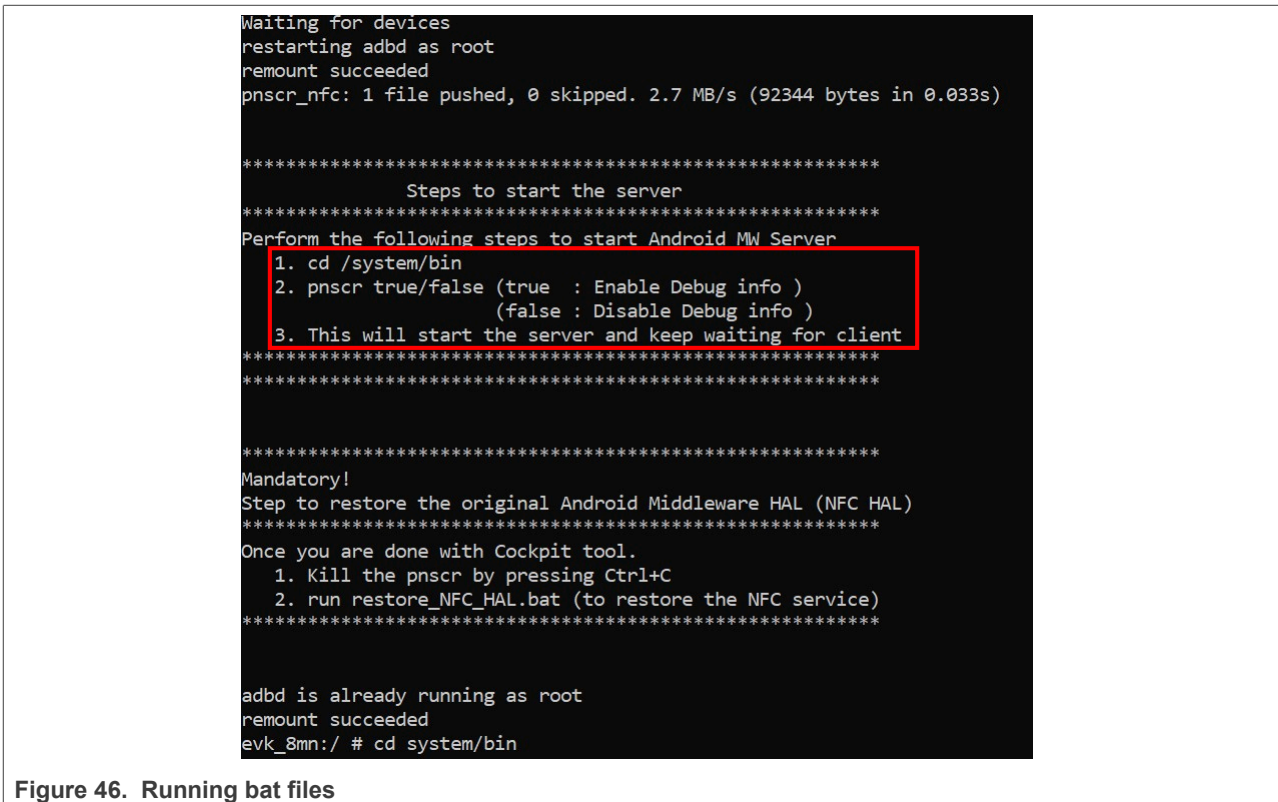 Waiting for devices
restarting adbd as root
remount succeeded
pnscr_nfc: 1 file pushed, 0 skipped. 2.7 MB/s (92344 bytes in 0.033s)
**********************************************************
Steps to start the server
**********************************************************
Perform the following steps to start Android MW Server
1. cd /system/bin
2. pnscr true/false (true  : Enable Debug info )
(false : Disable Debug info )
3. This will start the server and keep waiting for client
**********************************************************
**********************************************************
**********************************************************
Mandatory!
Step to restore the original Android Middleware HAL (NFC HAL)
**********************************************************
Once you are done with Cockpit tool.
1. Kill the pnscr by pressing Ctrl+C
2. run restore_NFC_HAL.bat (to restore the NFC service)
**********************************************************
adbd is already running as root
remount succeeded
evk_8mn:/ # cd system/bin
Figure 46. Running bat files